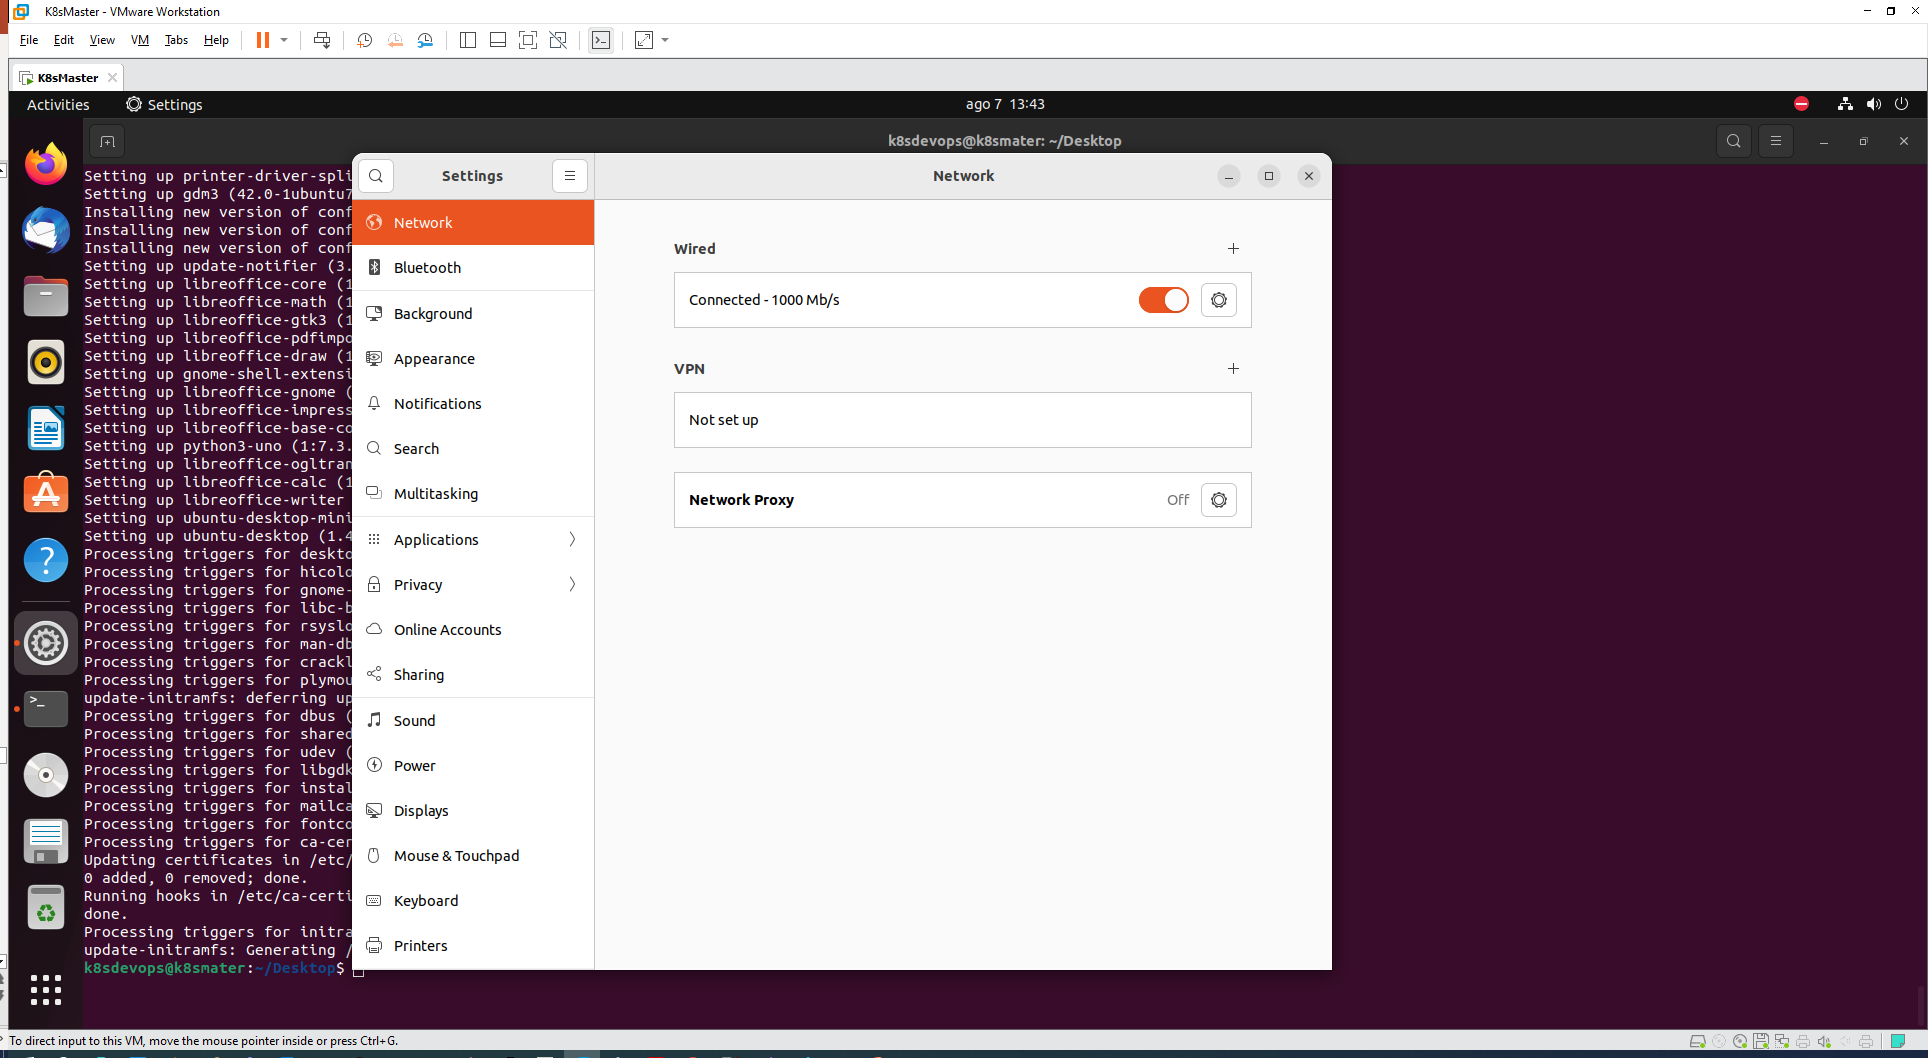 K8sMaster - VMware Workstation
File Edit View VM Tabs Help
K8sMaster
Activities Settings ago 7 13:43
k8sdevops@k8smater: ~/Desktop
Setting up printer-driver-spli
Setting up gdm3 (42.0-1ubuntu7
Installing new version of conf
Installing new version of conf
Installing new version of conf
Setting up update-notifier (3.
Setting up libreoffice-core (1
Setting up libreoffice-math (1
Setting up libreoffice-gtk3 (1
Setting up libreoffice-pdfimpo
Setting up libreoffice-draw (1
Setting up gnome-shell-extensi
Setting up libreoffice-gnome (
Setting up libreoffice-impress
Setting up libreoffice-base-co
Setting up python3-uno (1:7.3.
Setting up libreoffice-ogltran
Setting up libreoffice-calc (1
Setting up libreoffice-writer
Setting up ubuntu-desktop-mini
Setting up ubuntu-desktop (1.4
Processing triggers for deskto
Processing triggers for hicolo
Processing triggers for gnome-
Processing triggers for libc-b
Processing triggers for rsyslo
Processing triggers for man-db
Processing triggers for crackl
Processing triggers for plymou
update-initramfs: deferring up
Processing triggers for dbus (
Processing triggers for shared
Processing triggers for udev (
Processing triggers for libgdk
Processing triggers for instal
Processing triggers for mailca
Processing triggers for fontco
Processing triggers for ca-cer
Updating certificates in /etc/
0 added, 0 removed; done.
Running hooks in /etc/ca-certi
done.
Processing triggers for initra
update-initramfs: Generating /
k8sdevops@k8smater:~/Desktop$
Settings
Network
Bluetooth
Background
Appearance
Notifications
Search
Multitasking
Applications
Privacy
Online Accounts
Sharing
Sound
Power
Displays
Mouse & Touchpad
Keyboard
Printers
Network
Wired
Connected - 1000 Mb/s
VPN
Not set up
Network Proxy Off
To direct input to this VM, move the mouse pointer inside or press Ctrl+G.